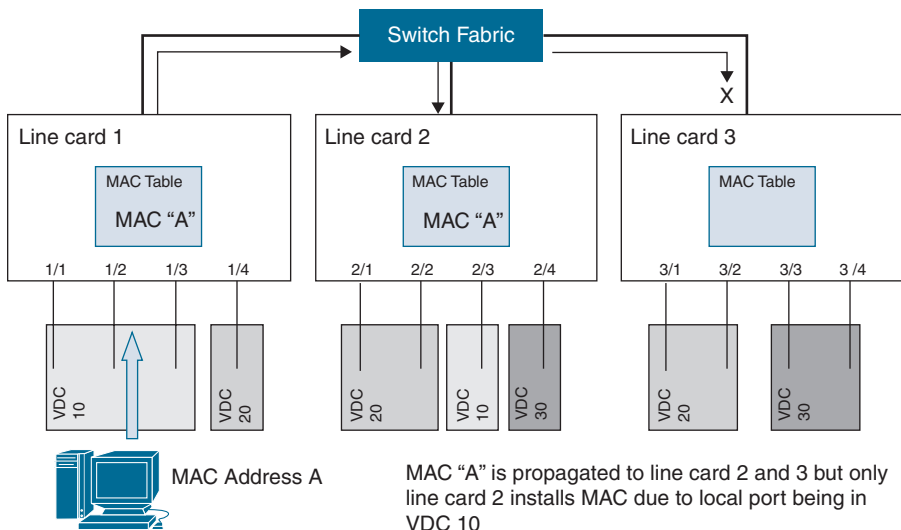 Switch Fabric
X
Line card 1
Line card 2
Line card 3
MAC Table
MAC “A”
MAC Table
MAC “A”
MAC Table
1/1 1/2 1/3 1/4
2/1 2/2 2/3 2/4
3/1 3/2 3/3 3 /4
VDC
10
VDC
20
VDC
20
VDC
10
VDC
30
VDC
20
VDC
30
MAC Address A
MAC “A” is propagated to line card 2 and 3 but only
line card 2 installs MAC due to local port being in
VDC 10